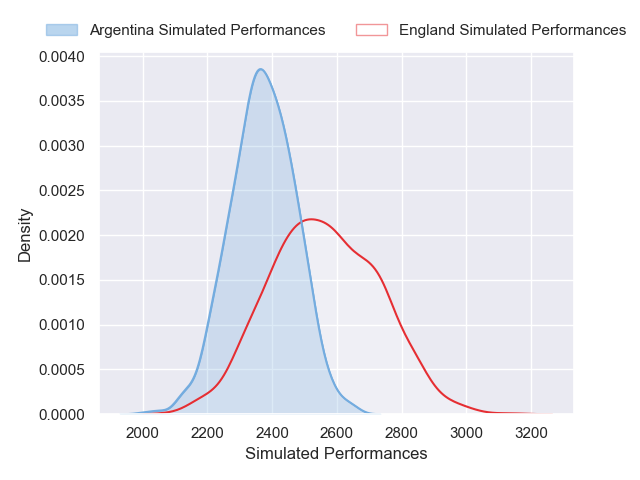 Argentina Simulated Performances England Simulated Performances
0.0040
0.0035
0.0030
0.0025
0.0020
0.0015
0.0010
0.0005
0.0000
Density
2000 2200 2400 2600 2800 3000 3200
Simulated Performances